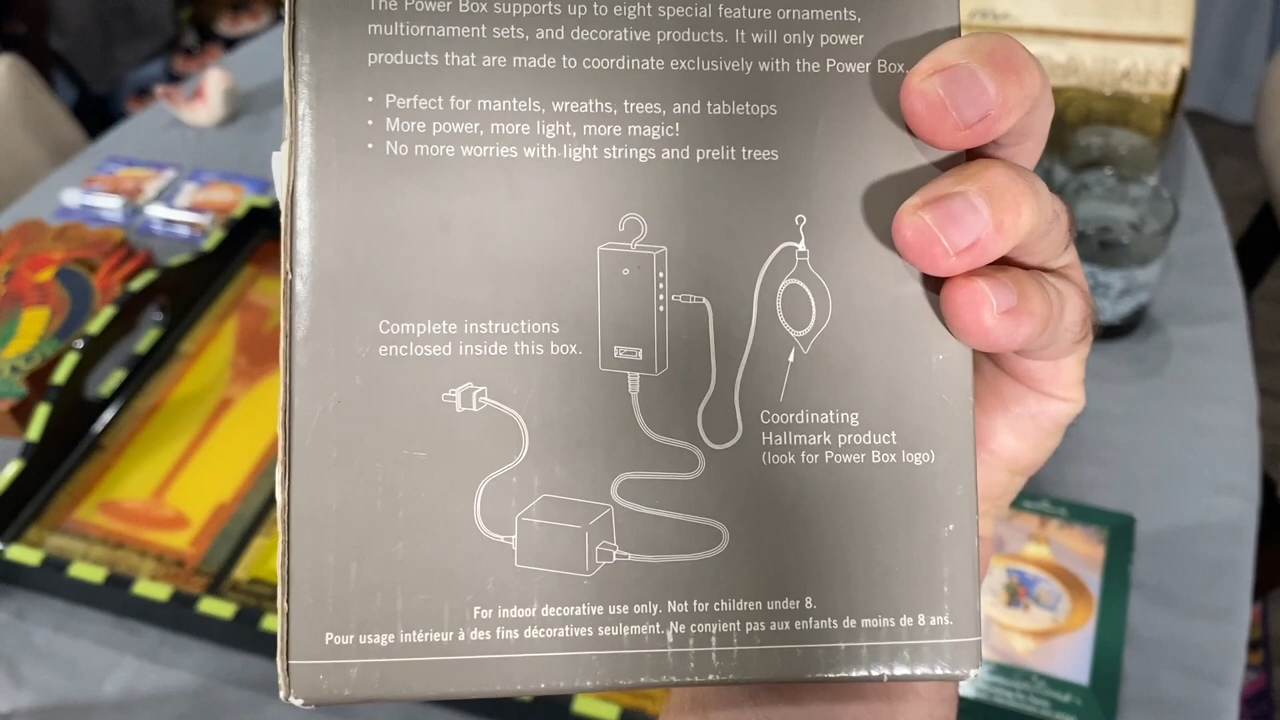 The Power Box supports up to eight special feature ornaments,
multiornament sets, and decorative products. It will only power
products that are made to coordinate exclusively with the Power Box.
• Perfect for mantels, wreaths, trees, and tabletops
• More power, more light, more magic!
• No more worries with light strings and prelit trees
Complete instructions
enclosed inside this box.
Coordinating
Hallmark product
(look for Power Box logo)
For indoor decorative use only. Not for children under 8.
Pour usage intérieur à des fins décoratives seulement. Ne convient pas aux enfants de moins de 8 ans.